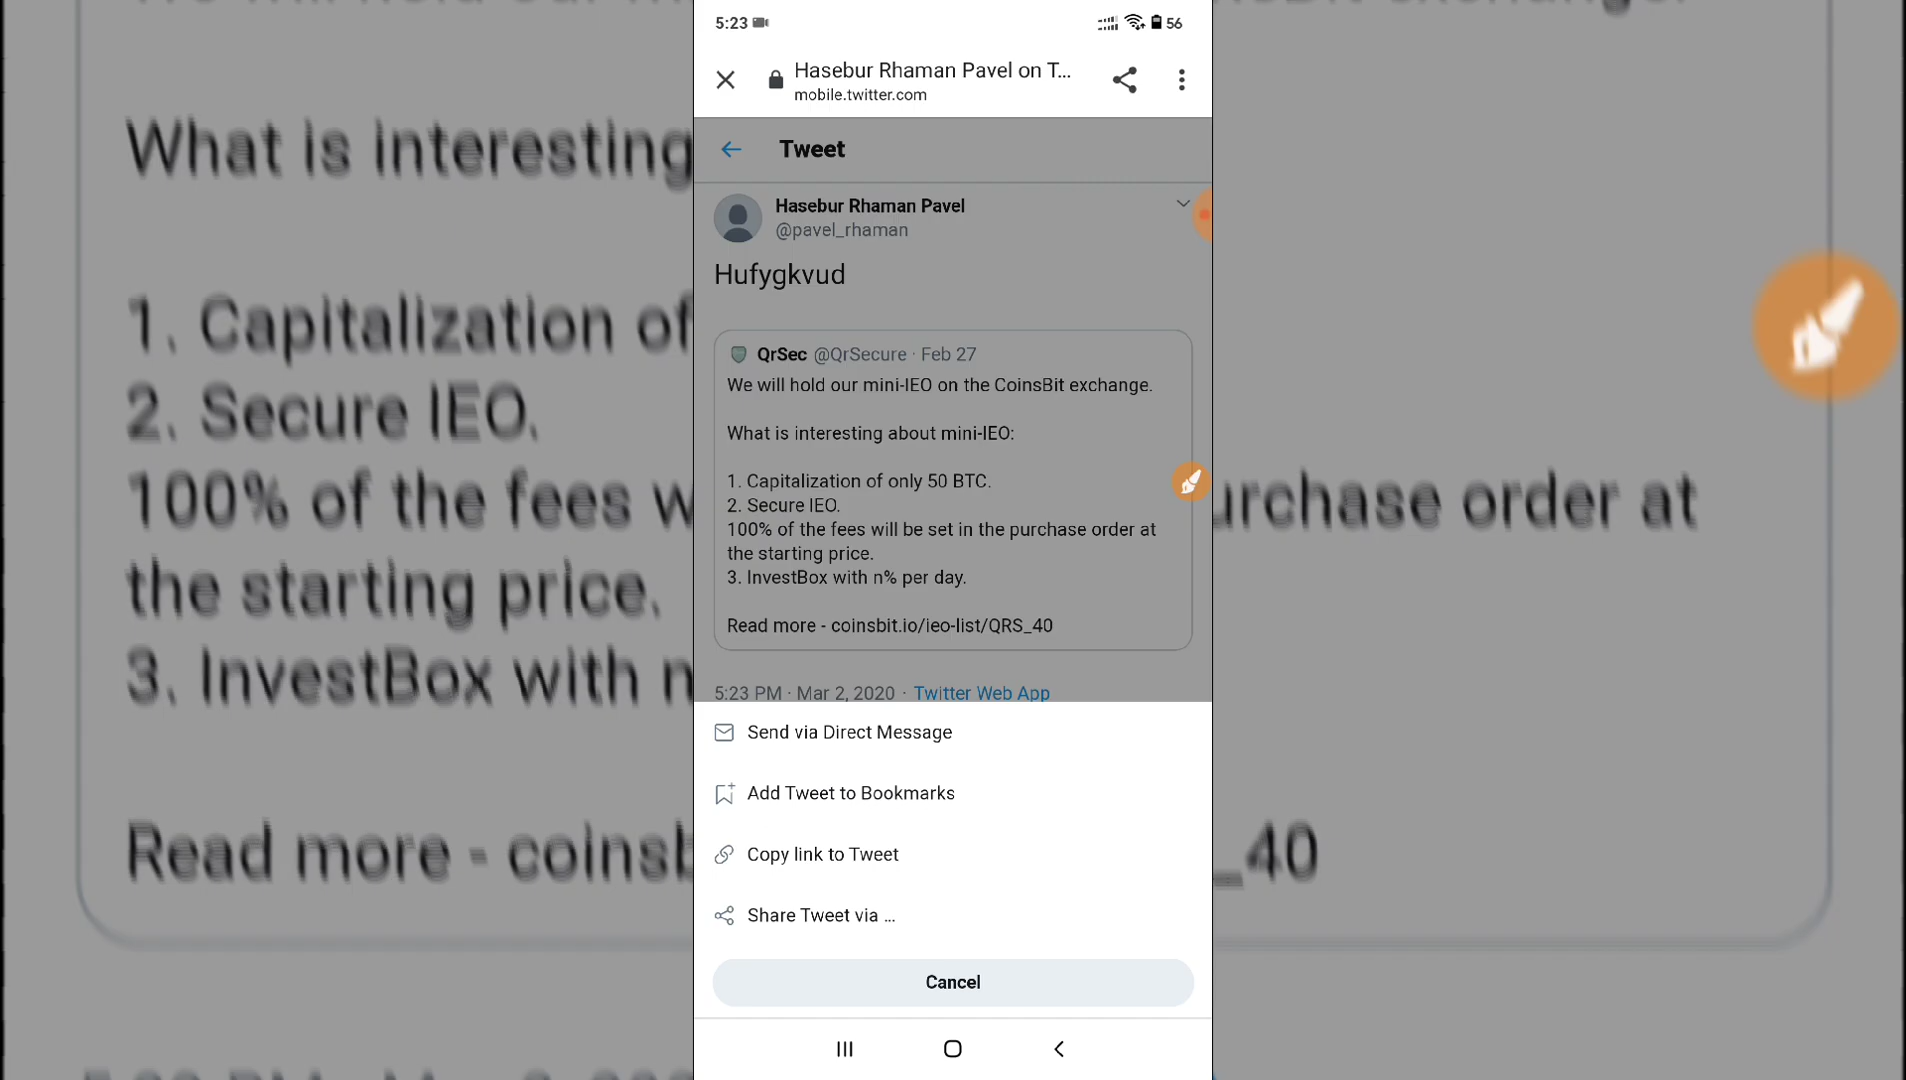 5:23
56
Hasebur Rhaman Pavel on T...
mobile.twitter.com
Tweet
Hasebur Rhaman Pavel
@pavel_rhaman
Hufygkvud
QrSec @QrSecure · Feb 27
We will hold our mini-IEO on the CoinsBit exchange.
What is interesting about mini-IEO:
1. Capitalization of only 50 BTC.
2. Secure IEO.
100% of the fees will be set in the purchase order at
the starting price.
3. InvestBox with n% per day.
Read more - coinsbit.io/ieo-list/QRS_40
5:23 PM · Mar 2, 2020 · Twitter Web App
Send via Direct Message
Add Tweet to Bookmarks
Copy link to Tweet
Share Tweet via ...
Cancel
What is interesting
1. Capitalization of
2. Secure IEO.
100% of the fees w
urchase order at
the starting price.
3. InvestBox with n
Read more - coinsb
_40